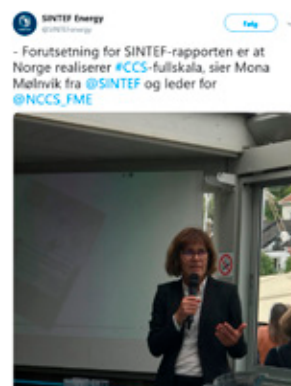 SINTEF Energy
@SINTEFenergy
Følg
- Forutsetning for SINTEF-rapporten er at
Norge realiserer #CCS-fullskala, sier Mona
Mølnvik fra @SINTEF og leder for
@NCCS_FME